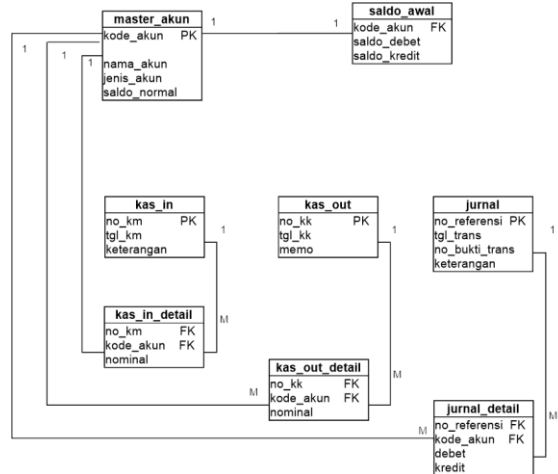 master_akun
kode_akun PK
nama_akun
jenis_akun
saldo_normal
1
1
saldo_awal
kode_akun FK
saldo_debet
saldo_kredit
1
1
1
kas_in
no_km PK
tgl_km
keterangan
1
kas_out
no_kk PK
tgl_kk
memo
1
jurnal
no_referensi PK
tgl_trans
no_bukti_trans
keterangan
1
kas_in_detail
no_km FK
kode_akun FK
nominal
M
kas_out_detail
no_kk FK
kode_akun FK
nominal
M
M
jurnal_detail
no_referensi FK
kode_akun FK
debet
kredit
M
M